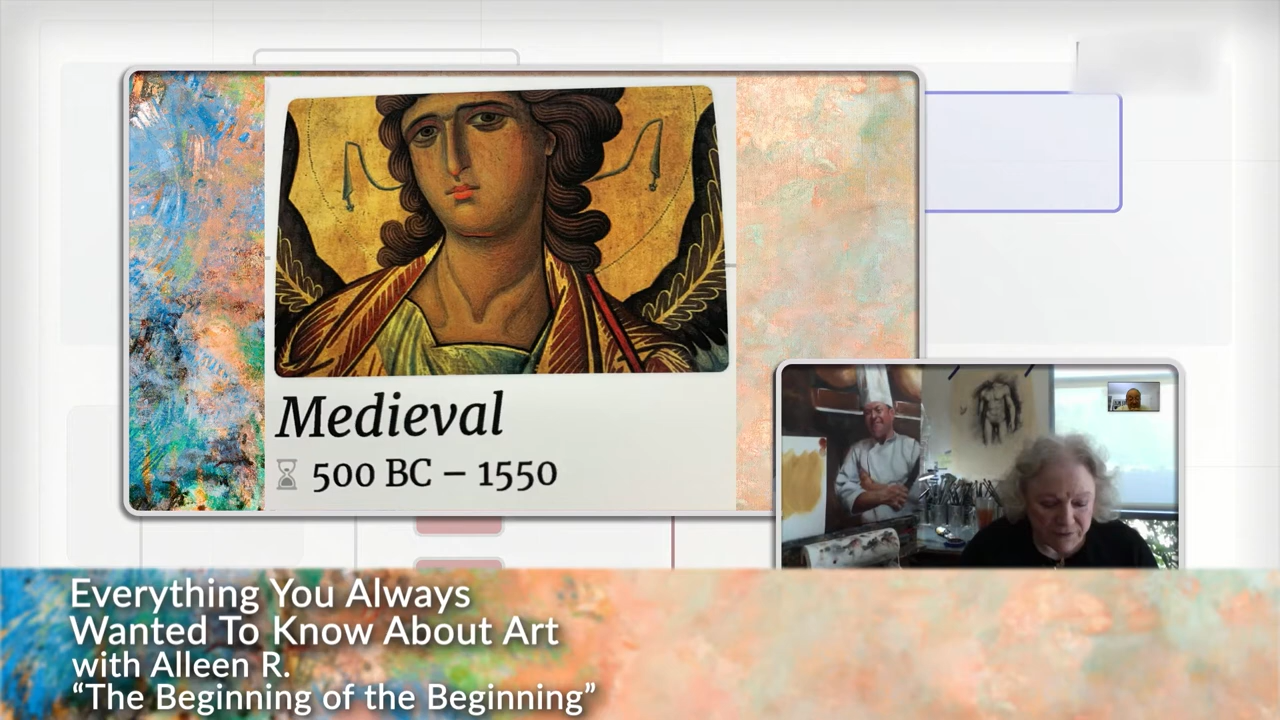 Medieval
500 BC – 1550
Everything You Always
Wanted To Know About Art
with Alleen R.
“The Beginning of the Beginning”